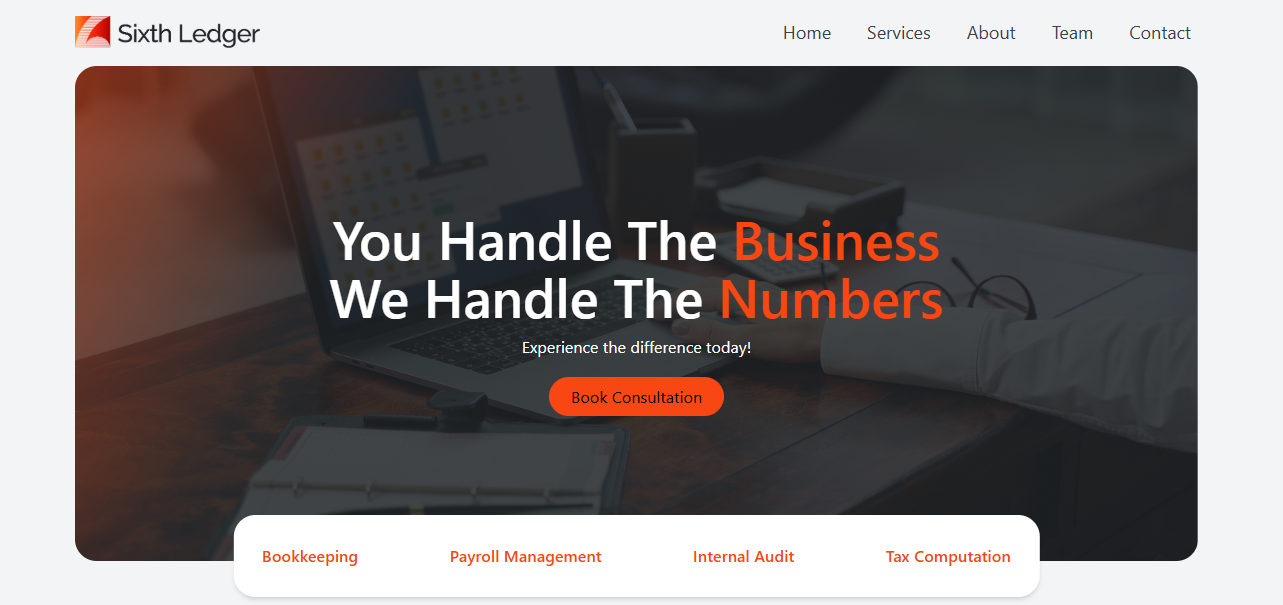 Sixth Ledger
Home Services About Team Contact
You Handle The Business
We Handle The Numbers
Experience the difference today!
Book Consultation
Bookkeeping Payroll Management Internal Audit Tax Computation